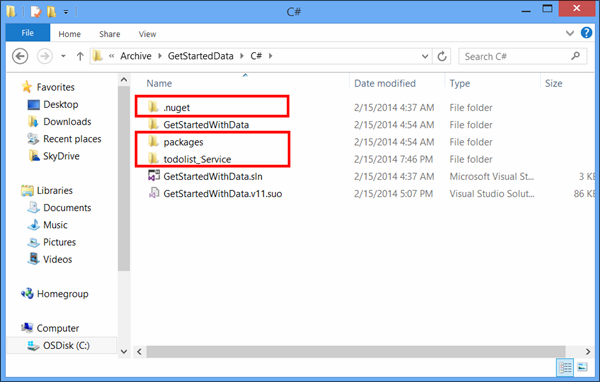 C#
File Home Share View
Archive GetStartedData C# Search C#
Name Date modified Type Size
Favorites
Desktop
Downloads
Recent places
SkyDrive
Libraries
Documents
Music
Pictures
Videos
Homegroup
Computer
OSDisk (C:)
.nuget 2/15/2014 4:37 AM File folder
GetStartedWithData 2/15/2014 4:54 AM File folder
packages 2/15/2014 4:54 AM File folder
todolist_Service 2/15/2014 7:46 PM File folder
GetStartedWithData.sln 2/15/2014 4:37 AM Microsoft Visual St... 3 K
GetStartedWithData.v11.suo 2/15/2014 5:07 PM Visual Studio Solut... 86 K